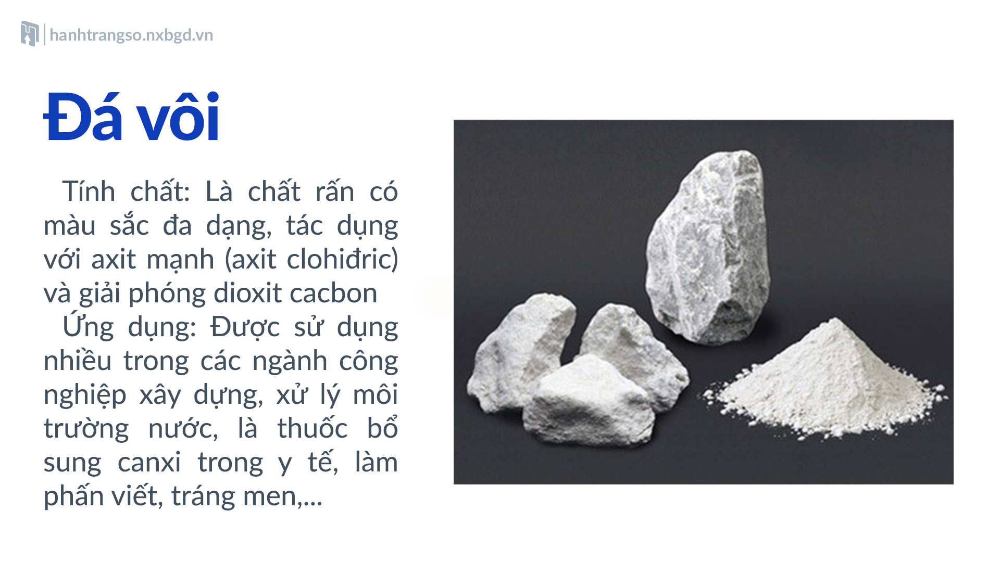 hanhtrangso.nxbgd.vn
Đá vôi
Tính chất: Là chất rấn có
màu sắc đa dạng, tác dụng
với axit mạnh (axit clohiđric)
và giải phóng dioxit cacbon
Ứng dụng: Được sử dụng
nhiều trong các ngành công
nghiệp xây dựng, xử lý môi
trường nước, là thuốc bổ
sung canxi trong y tế, làm
phấn viết, tráng men,...